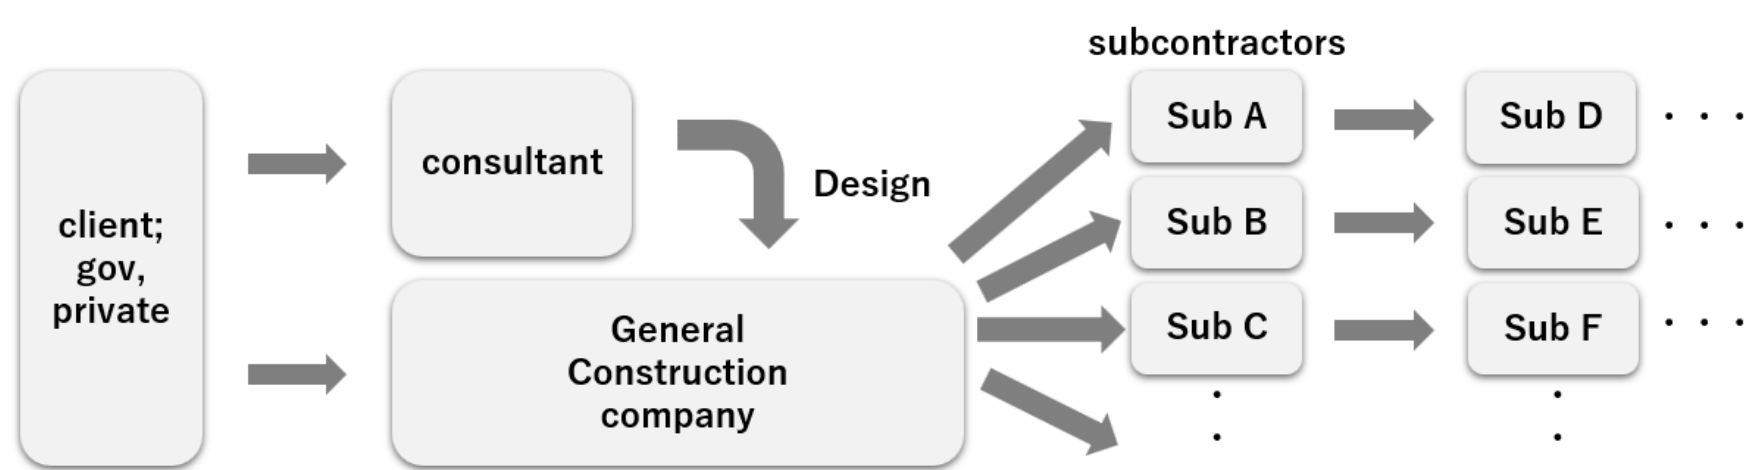 subcontractors
client;
gov,
private
consultant
Design
General
Construction
company
Sub A
Sub D
. . .
Sub B
Sub E
. . .
Sub C
Sub F
. . .